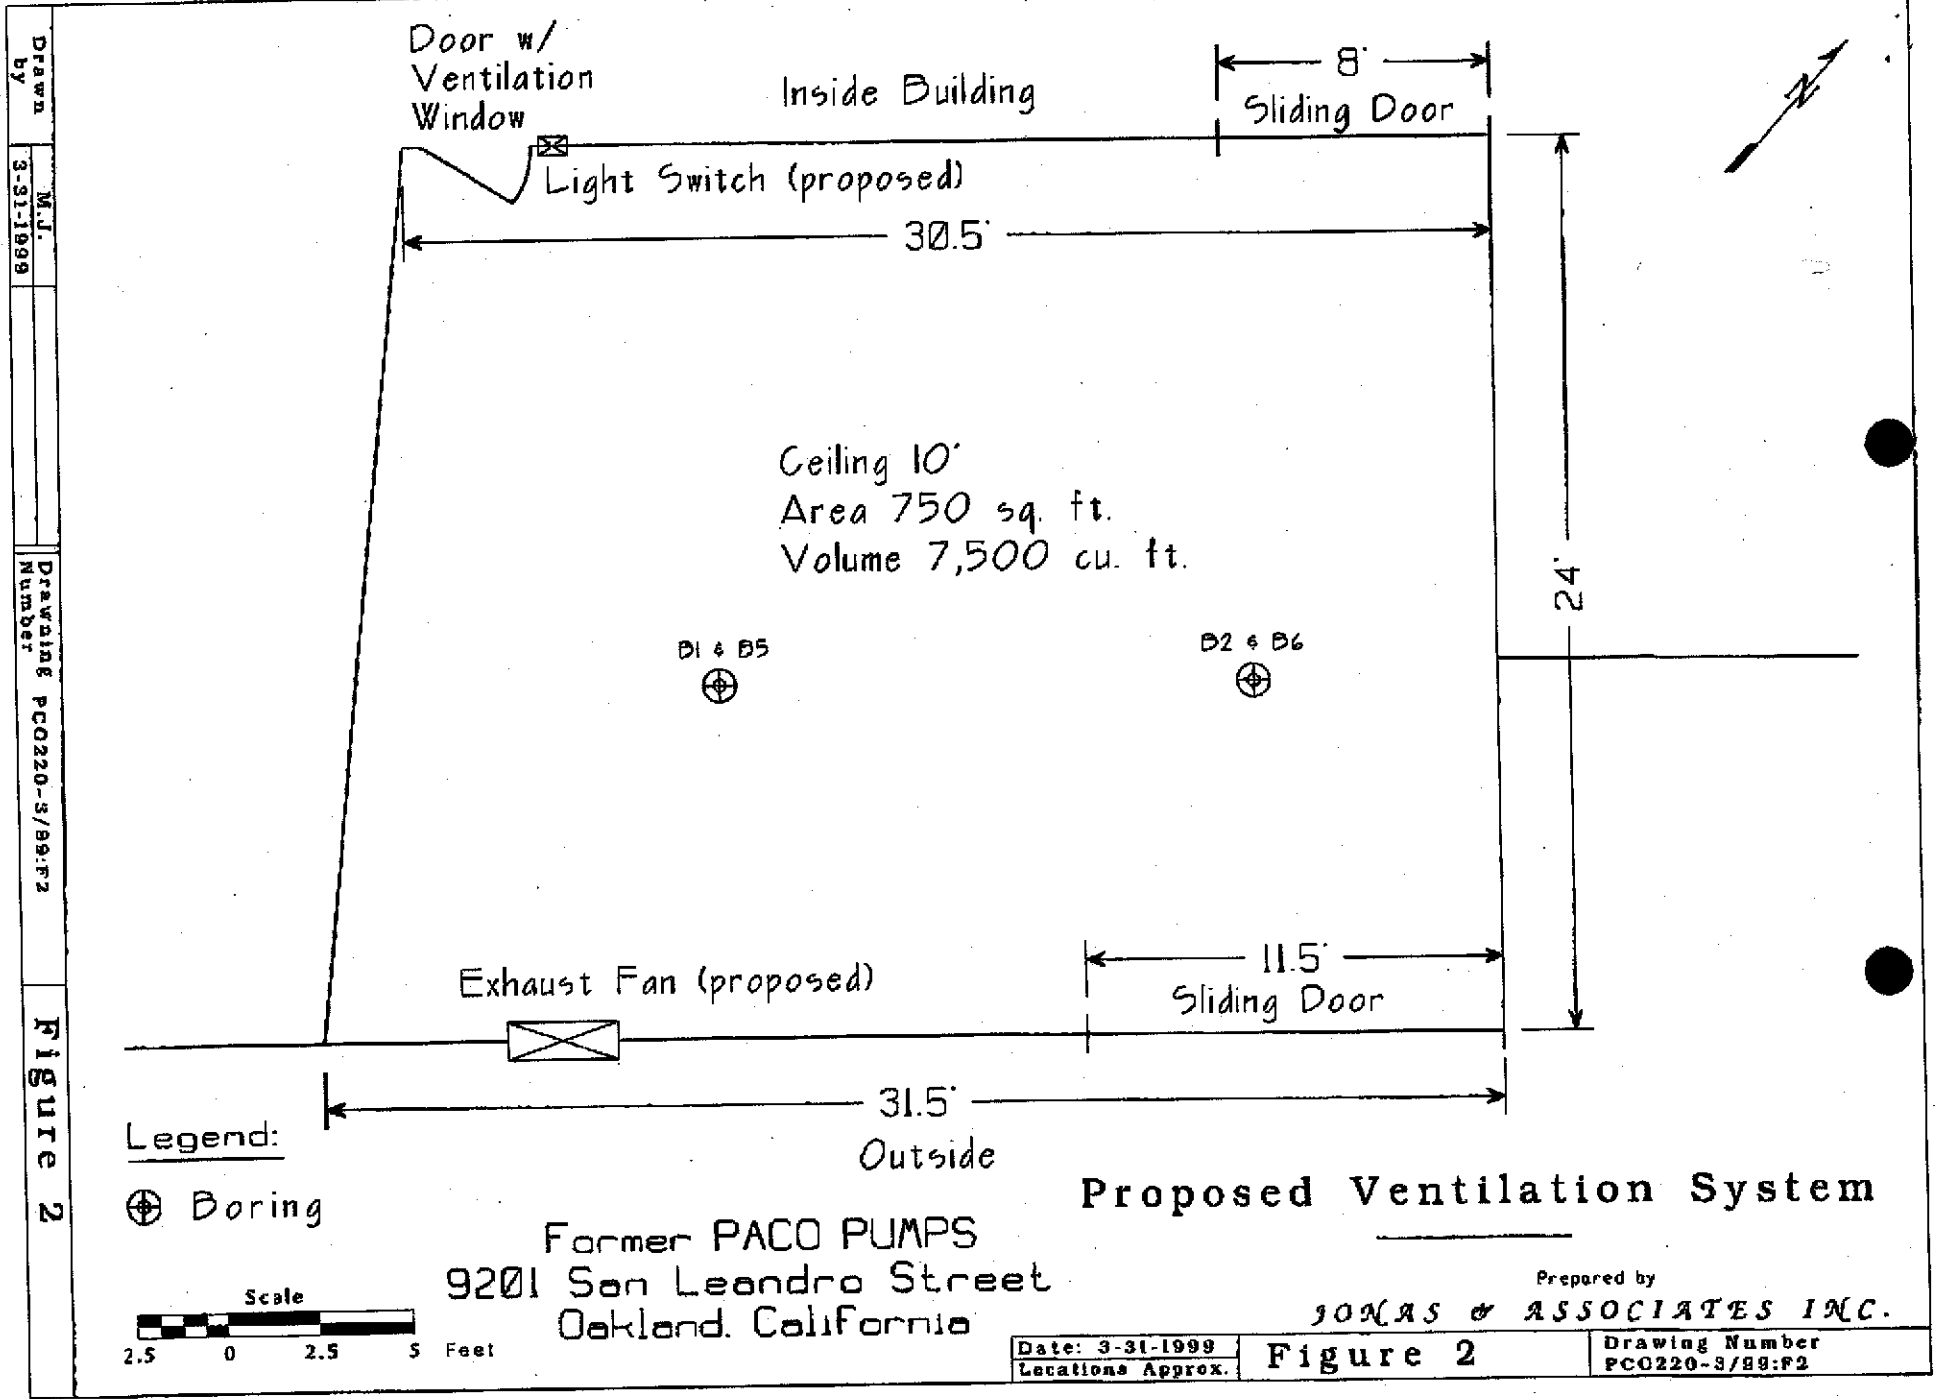 Door w/
Ventilation
Window
Inside Building
8'
Sliding Door
N
Light Switch (proposed)
30.5'
Ceiling 10'
Area 750 sq. ft.
Volume 7,500 cu. ft.
24'
B1 & B5
B2 & B6
11.5'
Sliding Door
Exhaust Fan (proposed)
31.5'
Outside
Legend:
Boring
Proposed Ventilation System
Former PACO PUMPS
9201 San Leandro Street
Oakland. California
Scale
2.5 0 2.5 5 Feet
Prepared by
JONAS & ASSOCIATES INC.
Date: 3-31-1999
Locations Approx.
Figure 2
Drawing Number
PCO220-3/99:F2
Drawn
by
M.J.
3-31-1999
Drawning
Number
PCO220-3/99:F2
Figure 2